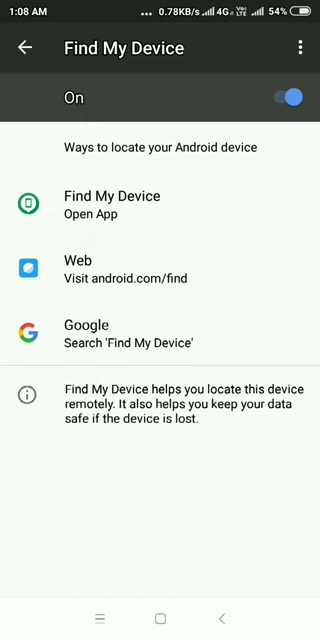 1:08 AM ... 0.78KB/s 4G Vo) LTE 54%
Find My Device
On
Ways to locate your Android device
Find My Device
Open App
Web
Visit android.com/find
Google
Search 'Find My Device'
Find My Device helps you locate this device
remotely. It also helps you keep your data
safe if the device is lost.